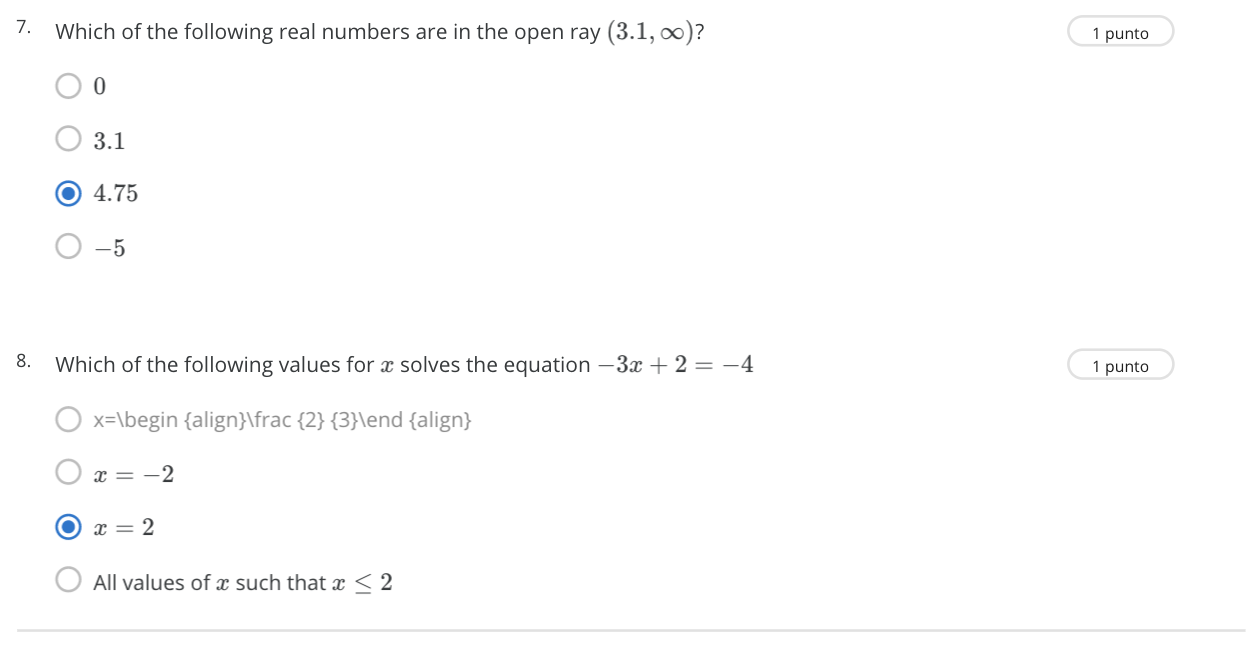 7. Which of the following real numbers are in the open ray (3.1, ∞)? 1 punto
0
3.1
4.75
−5
8. Which of the following values for x solves the equation −3x + 2 = −4 1 punto
x=\begin {align}\frac {2} {3}\end {align}
x = −2
x = 2
All values of x such that x ≤ 2